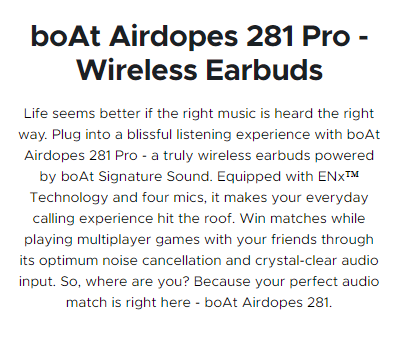 boAt Airdopes 281 Pro -
Wireless Earbuds
Life seems better if the right music is heard the right
way. Plug into a blissful listening experience with boAt
Airdopes 281 Pro - a truly wireless earbuds powered
by boAt Signature Sound. Equipped with ENx™
Technology and four mics, it makes your everyday
calling experience hit the roof. Win matches while
playing multiplayer games with your friends through
its optimum noise cancellation and crystal-clear audio
input. So, where are you? Because your perfect audio
match is right here - boAt Airdopes 281.